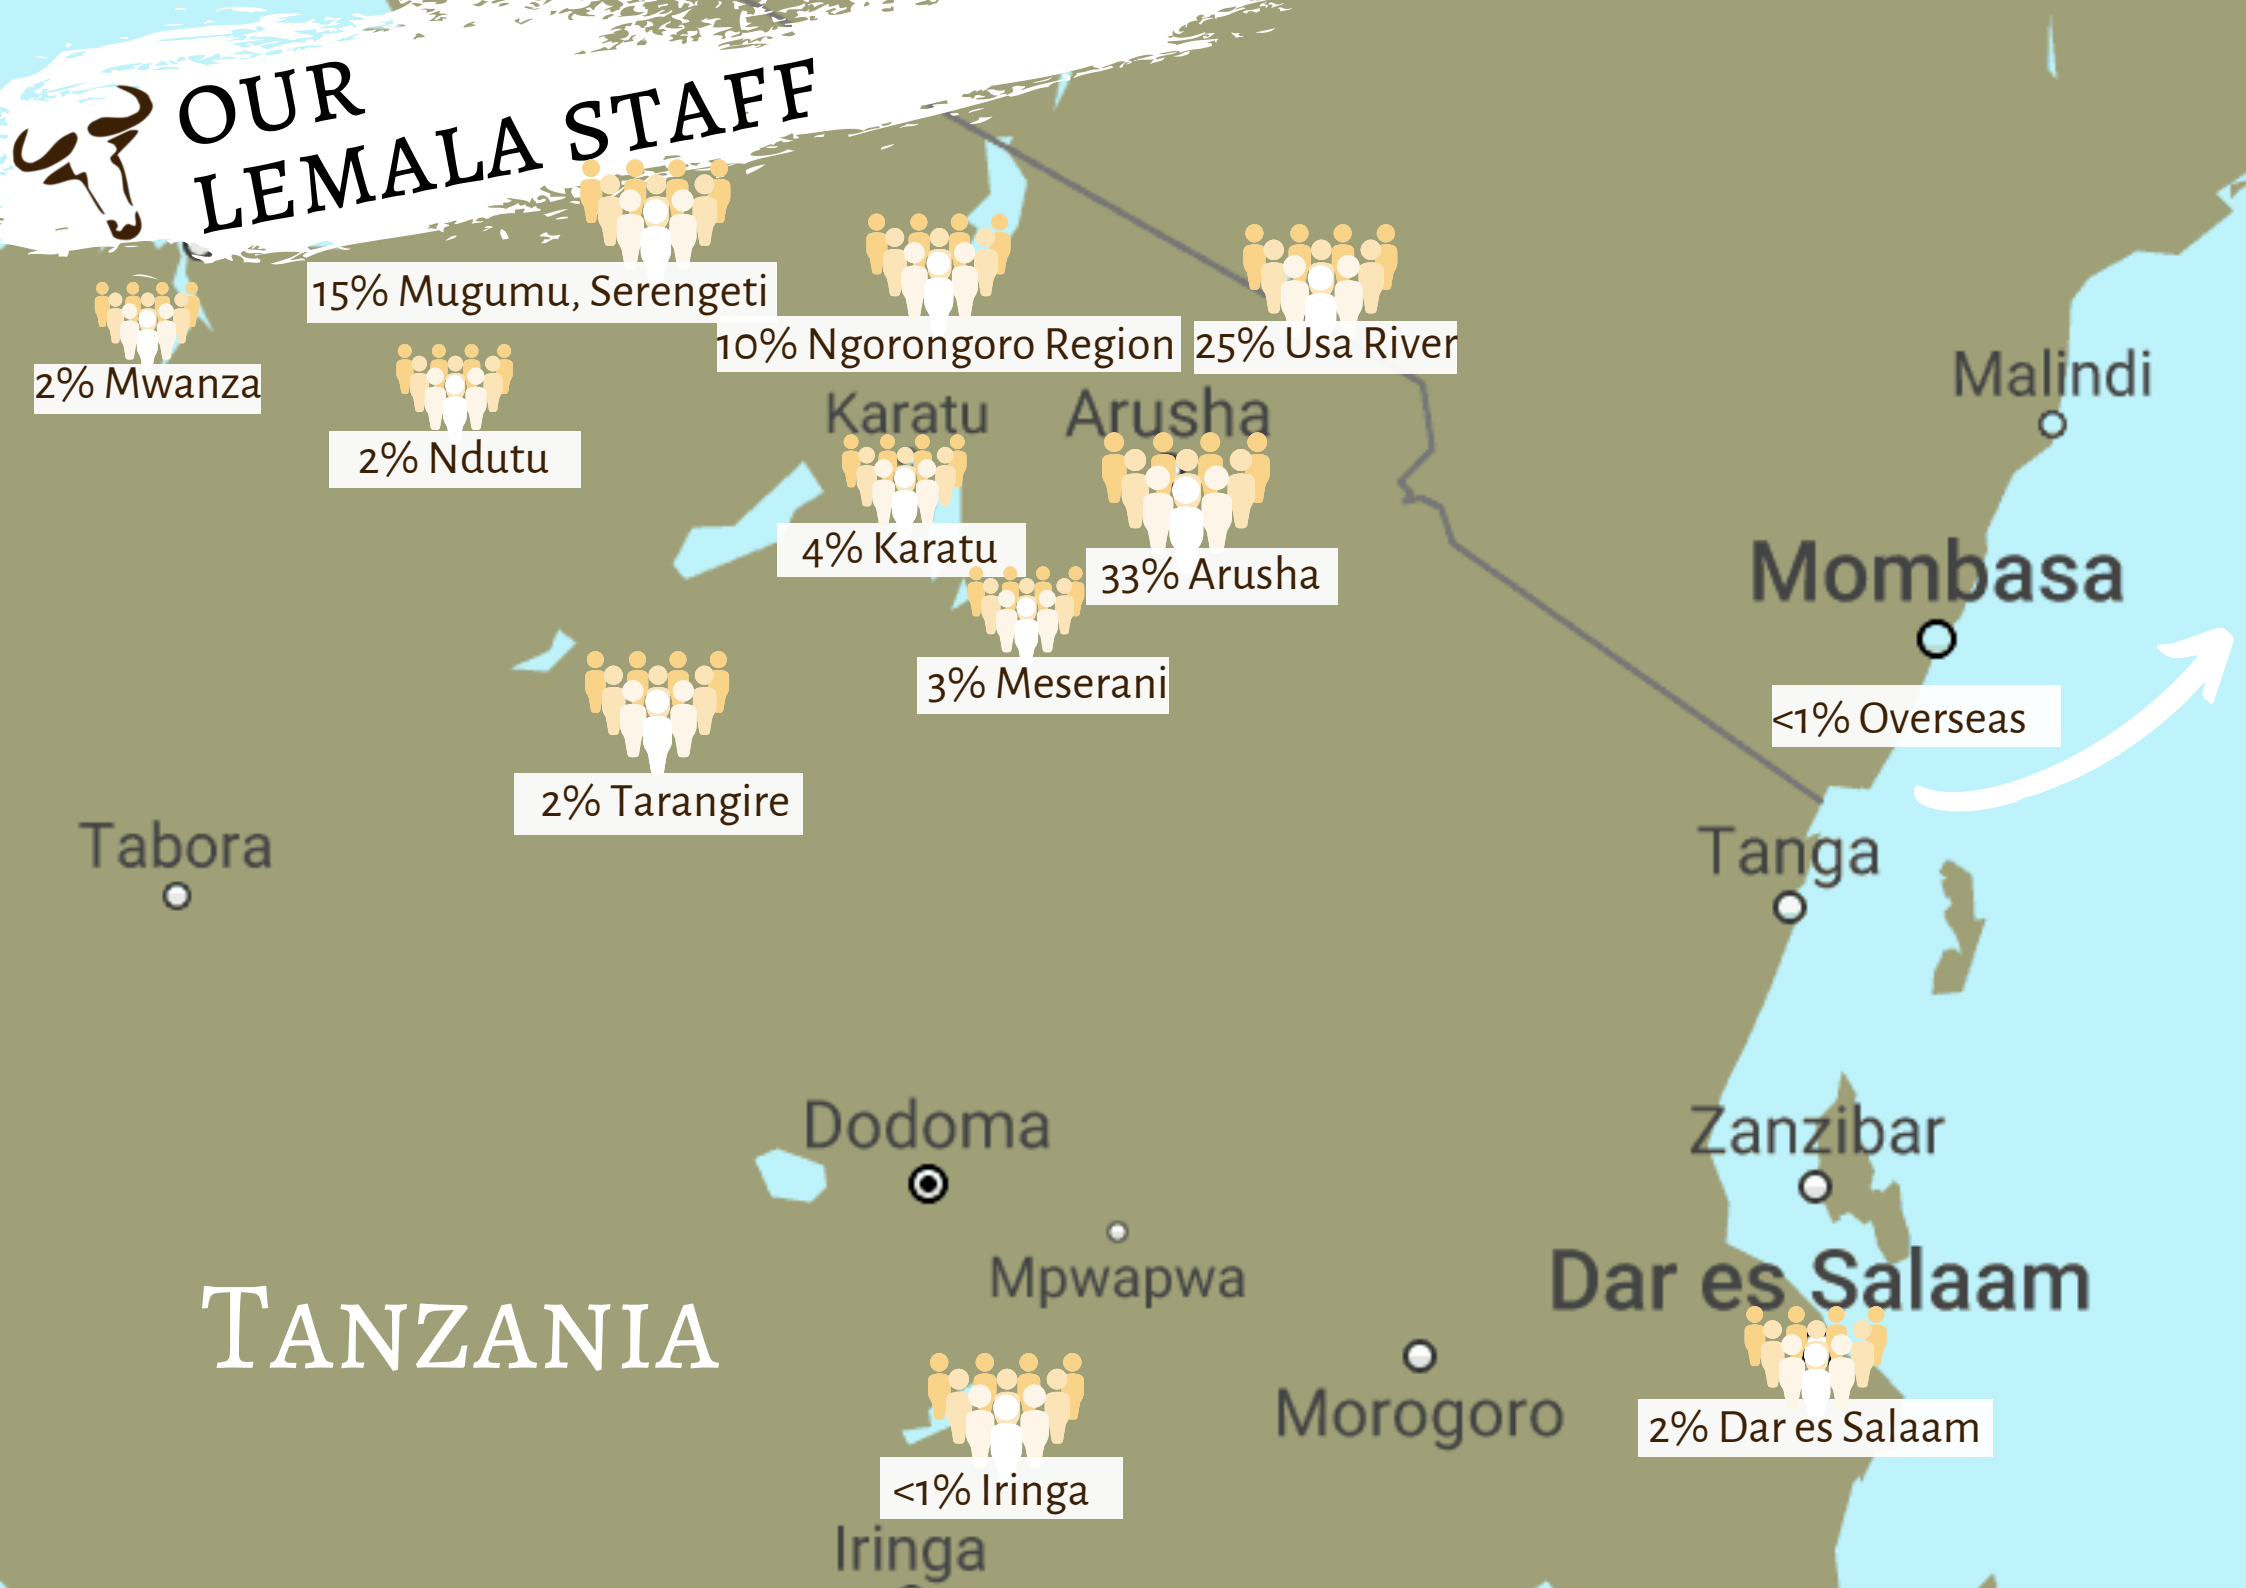 OUR
LEMALA STAFF
15% Mugumu, Serengeti
10% Ngorongoro Region
25% Usa River
2% Mwanza
2% Ndutu
Karatu
Arusha
Malindi
4% Karatu
33% Arusha
Mombasa
3% Meserani
<1% Overseas
2% Tarangire
Tabora
Tanga
Dodoma
Zanzibar
Mpwapwa
Dar es Salaam
TANZANIA
Morogoro
2% Dar es Salaam
<1% Iringa
Iringa